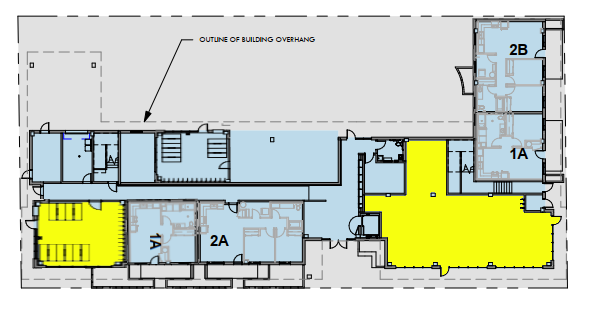 OUTLINE OF BUILDING OVERHANG
2B
1A
1A
2A